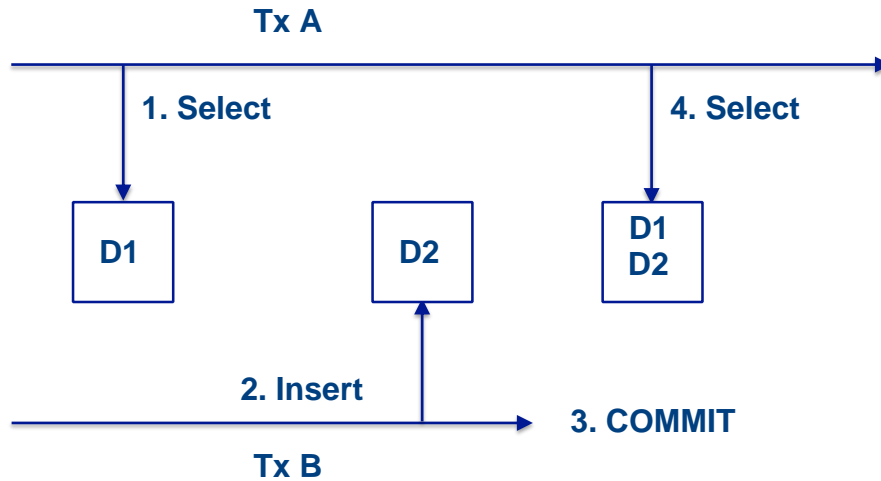 Tx A
1. Select
4. Select
D1
D2
D1
D2
2. Insert
3. COMMIT
Tx B